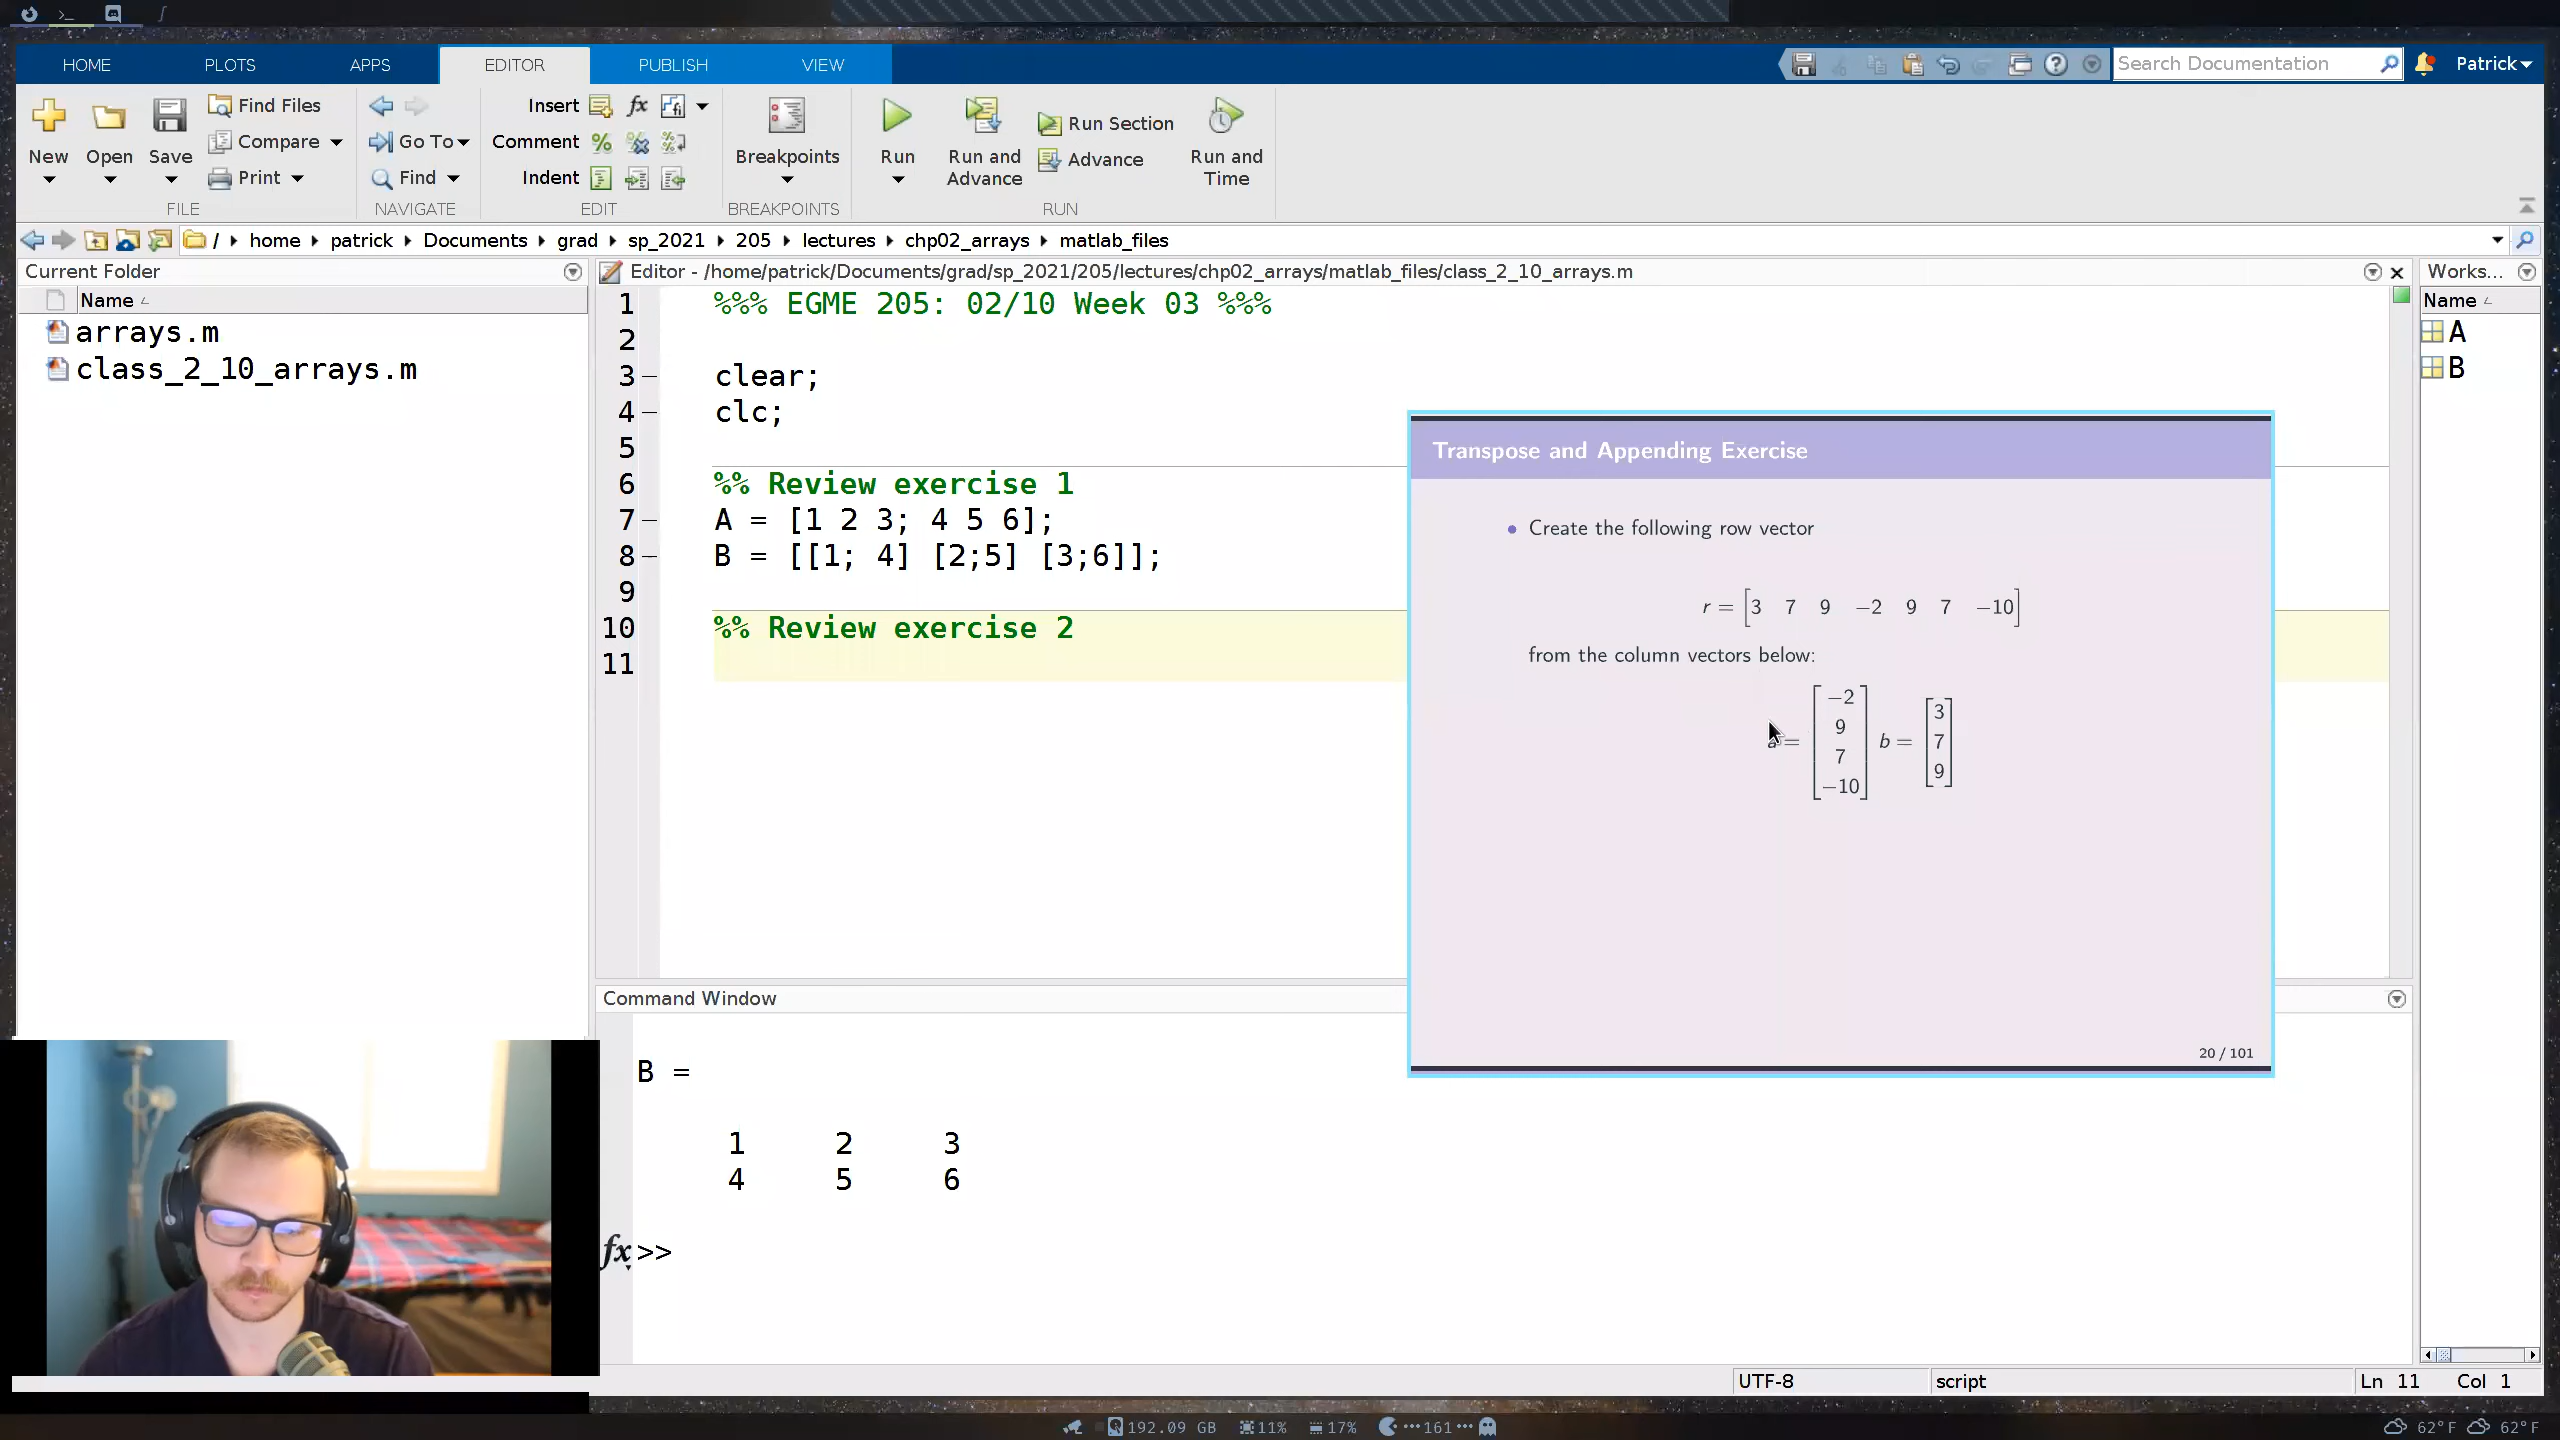 HOME PLOTS APPS EDITOR PUBLISH VIEW Search Documentation Patrick
New Open Save Find Files Compare Print
FILE
Go To Find
NAVIGATE
Insert fx
Comment
Indent
EDIT
Breakpoints
BREAKPOINTS
Run Run and Advance Run Section Advance Run and Time
RUN
/ home patrick Documents grad sp_2021 205 lectures chp02_arrays matlab_files
Current Folder
Name
arrays.m
class_2_10_arrays.m
Editor - /home/patrick/Documents/grad/sp_2021/205/lectures/chp02_arrays/matlab_files/class_2_10_arrays.m
1 %%% EGME 205: 02/10 Week 03 %%%
2
3 clear;
4 clc;
5
6 %% Review exercise 1
7 A = [1 2 3; 4 5 6];
8 B = [[1; 4] [2;5] [3;6]];
9
10 %% Review exercise 2
11
Works...
Name
A
B
Transpose and Appending Exercise
Create the following row vector
r = [3 7 9 −2 9 7 −10]
from the column vectors below:
= [−2 9 7 −10] b = [3 7 9]
20 / 101
Command Window
B =
1 2 3
4 5 6
fx >>
UTF-8 script Ln 11 Col 1
192.09 GB 11% 17% 161 62°F 62°F